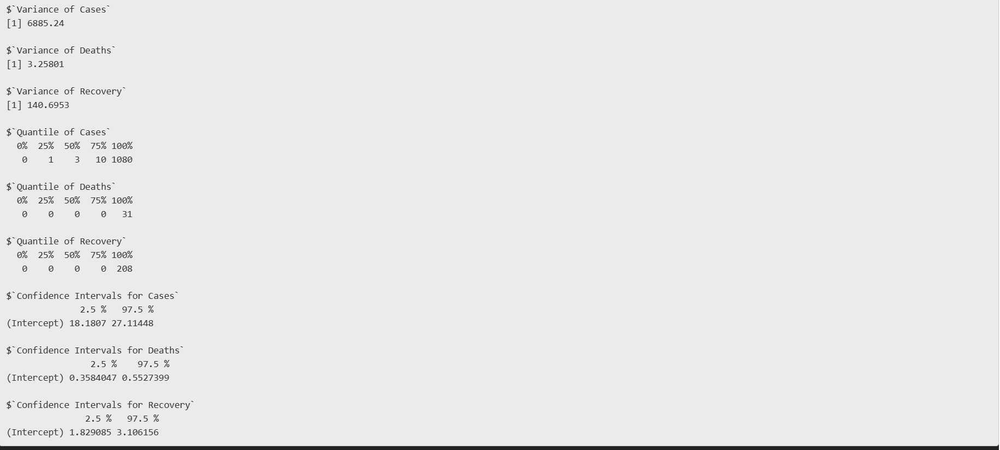 $`Variance of Cases`
[1] 6885.24
$`Variance of Deaths`
[1] 3.25801
$`Variance of Recovery`
[1] 140.6953
$`Quantile of Cases`
  0%  25%  50%  75% 100%
   0    1    3   10 1080
$`Quantile of Deaths`
  0%  25%  50%  75% 100%
   0    0    0    0   31
$`Quantile of Recovery`
  0%  25%  50%  75% 100%
   0    0    0    0  208
$`Confidence Intervals for Cases`
              2.5 %   97.5 %
(Intercept) 18.1807 27.11448
$`Confidence Intervals for Deaths`
                2.5 %    97.5 %
(Intercept) 0.3584047 0.5527399
$`Confidence Intervals for Recovery`
               2.5 %   97.5 %
(Intercept) 1.829085 3.106156